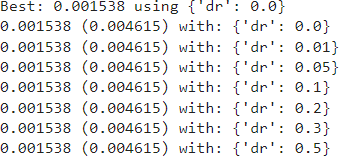 Best: 0.001538 using {'dr': 0.0}
0.001538 (0.004615) with: {'dr': 0.0}
0.001538 (0.004615) with: {'dr': 0.01}
0.001538 (0.004615) with: {'dr': 0.05}
0.001538 (0.004615) with: {'dr': 0.1}
0.001538 (0.004615) with: {'dr': 0.2}
0.001538 (0.004615) with: {'dr': 0.3}
0.001538 (0.004615) with: {'dr': 0.5}